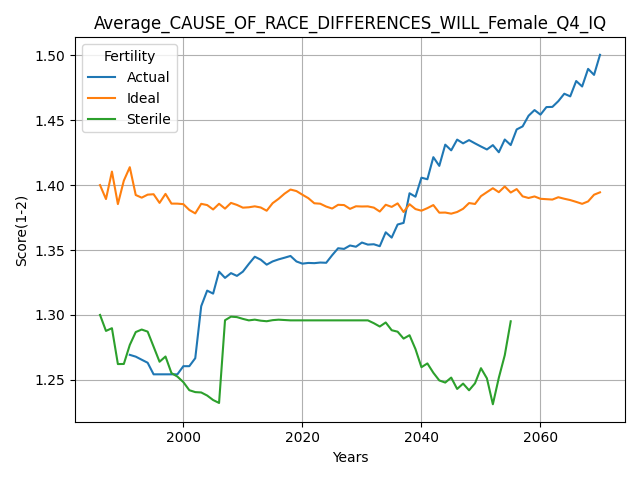 Average_CAUSE_OF_RACE_DIFFERENCES_WILL_Female_Q4_IQ
Fertility
Actual
Ideal
Sterile
Score(1-2)
1.50
1.45
1.40
1.35
1.30
1.25
2000
2020
2040
2060
Years